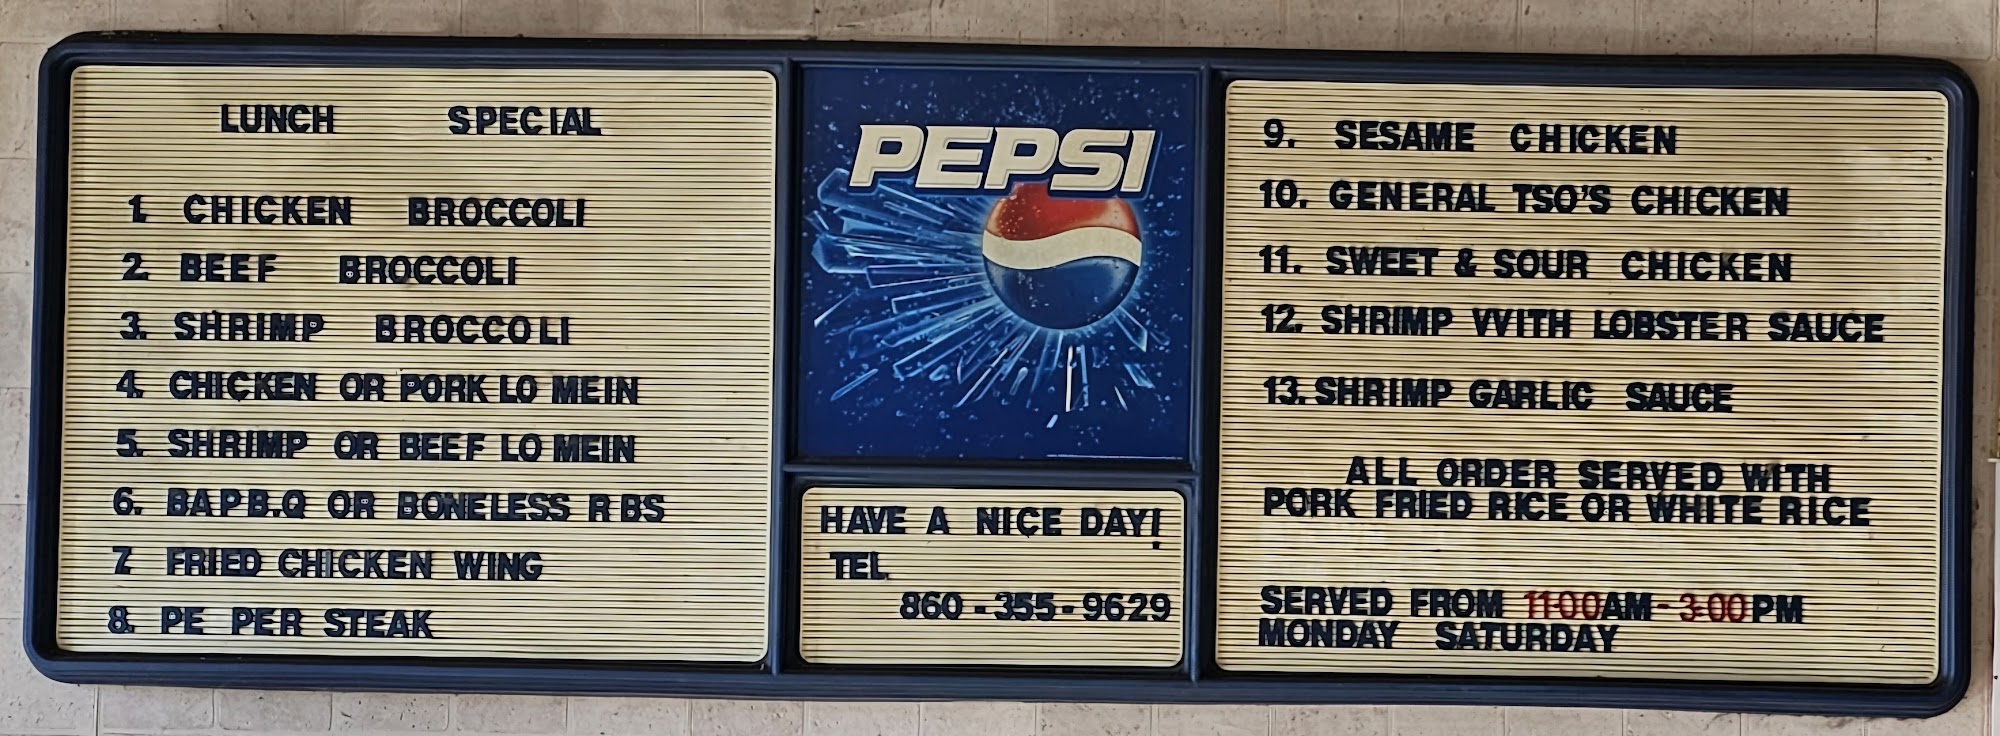 LUNCH SPECIAL
1. CHICKEN BROCCOLI
2. BEEF BROCCOLI
3. SHRIMP BROCCOLI
4. CHICKEN OR PORK LO MEIN
5. SHRIMP OR BEEF LO MEIN
6. BAPB.Q OR BONELESS R BS
7. FRIED CHICKEN WING
8. PE PER STEAK
PEPSI
HAVE A NICE DAY!
TEL
860-355-9629
9. SESAME CHICKEN
10. GENERAL TSO'S CHICKEN
11. SWEET & SOUR CHICKEN
12. SHRIMP WITH LOBSTER SAUCE
13. SHRIMP GARLIC SAUCE
ALL ORDER SERVED WITH
PORK FRIED RICE OR WHITE RICE
SERVED FROM 11:00AM-3:00PM
MONDAY SATURDAY